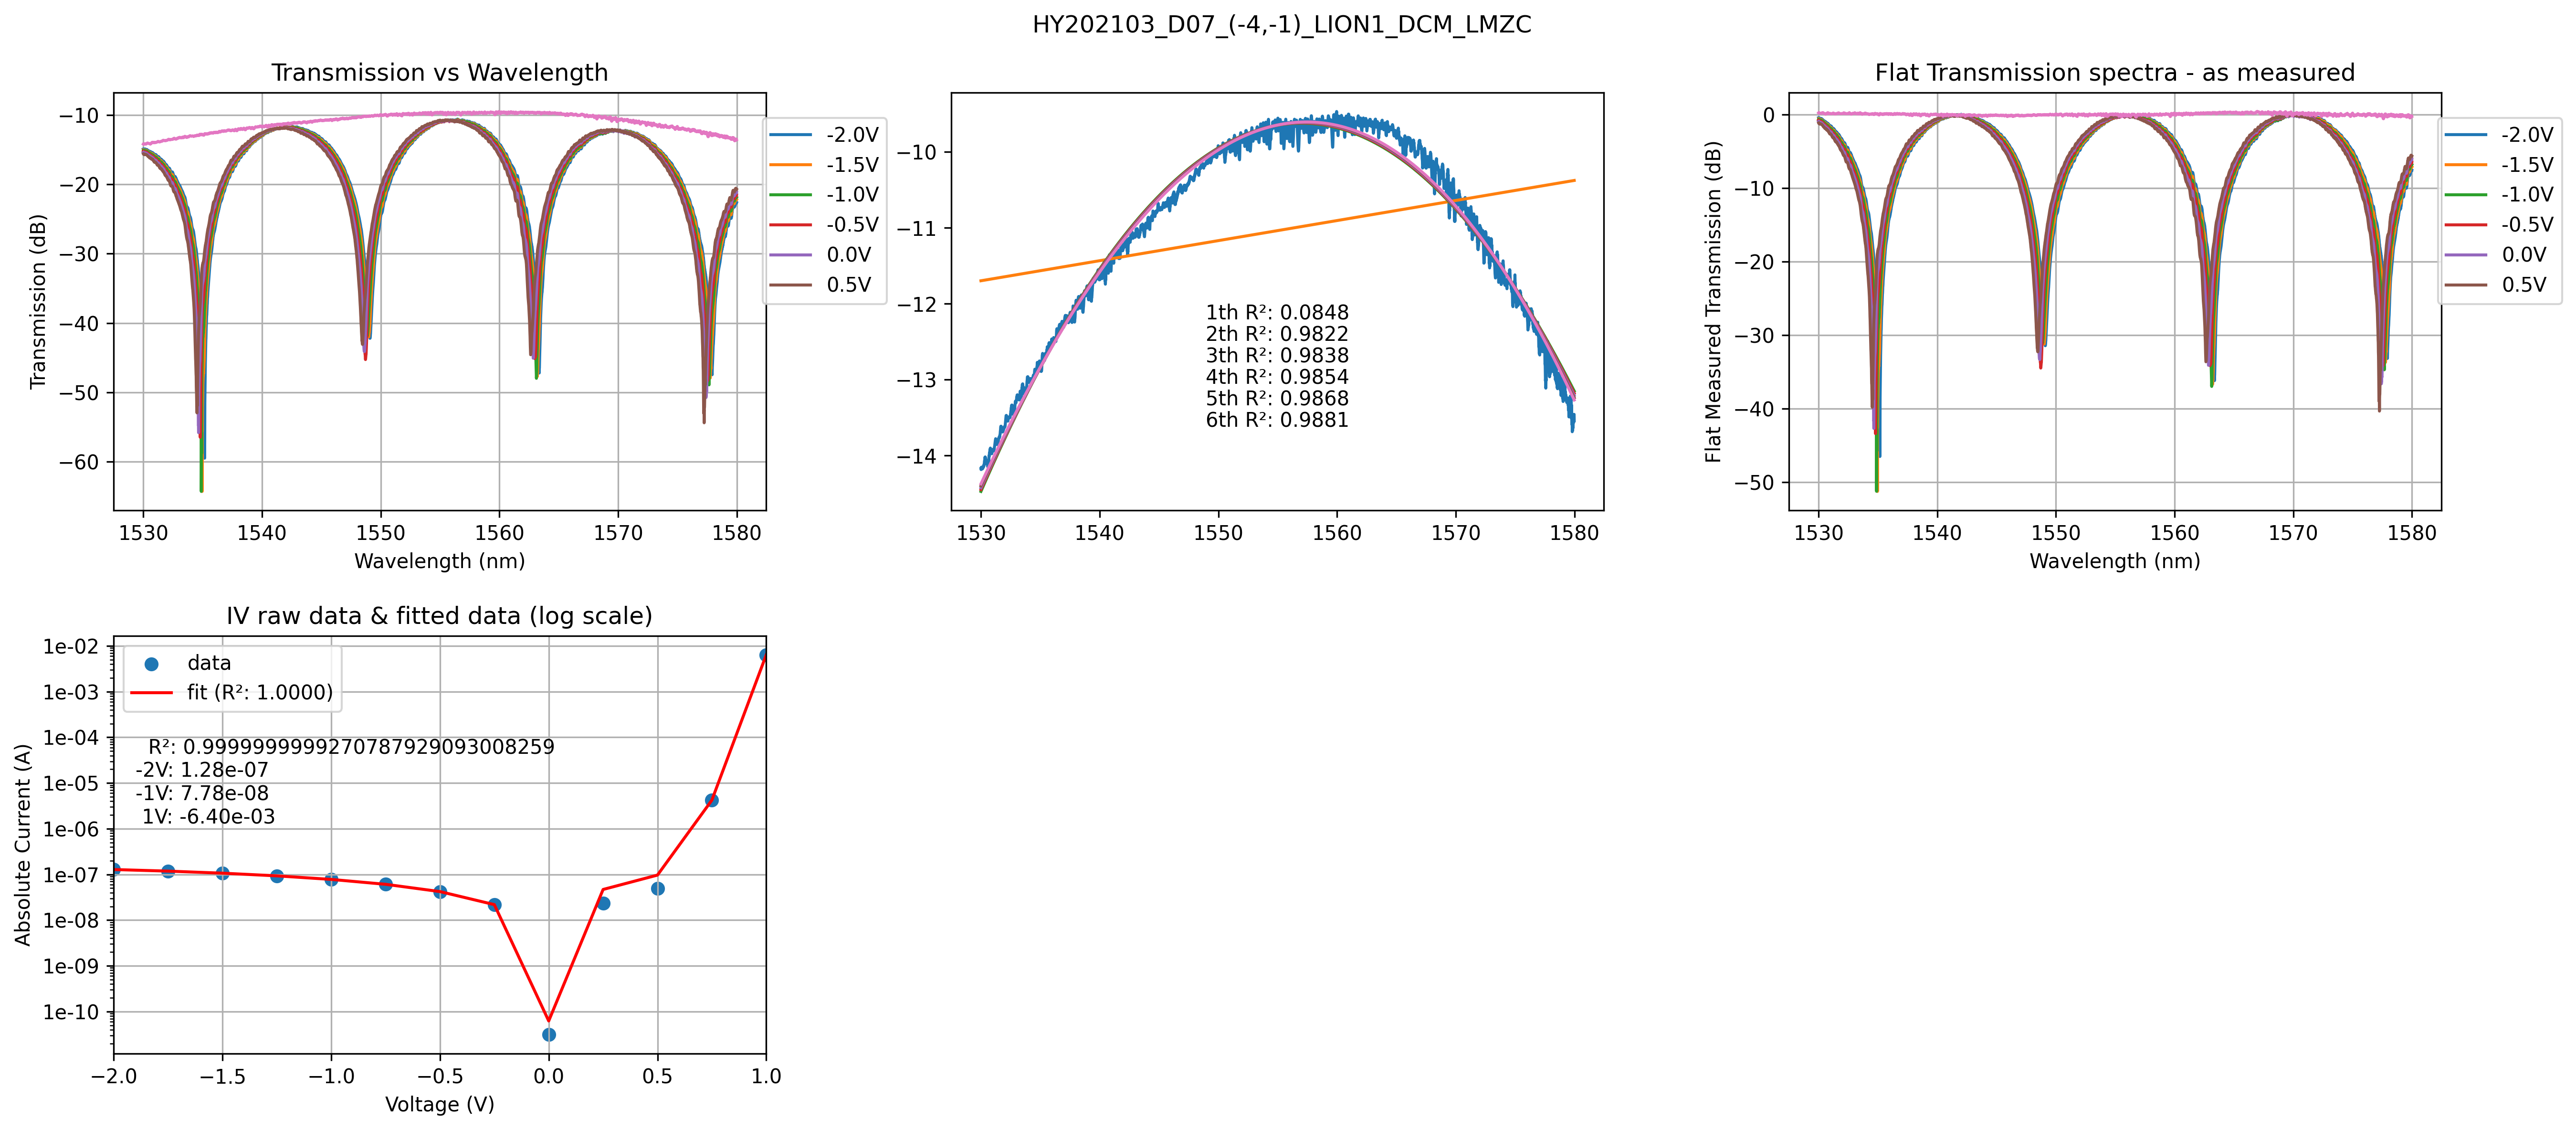 HY202103_D07_(-4,-1)_LION1_DCM_LMZC
Transmission vs Wavelength
−10
−20
−30
−40
−50
−60
Transmission (dB)
1530 1540 1550 1560 1570 1580
Wavelength (nm)
-2.0V
-1.5V
-1.0V
-0.5V
0.0V
0.5V
−10
−11
−12
−13
−14
1th R²: 0.0848
2th R²: 0.9822
3th R²: 0.9838
4th R²: 0.9854
5th R²: 0.9868
6th R²: 0.9881
1530 1540 1550 1560 1570 1580
Flat Transmission spectra - as measured
0
−10
−20
−30
−40
−50
Flat Measured Transmission (dB)
1530 1540 1550 1560 1570 1580
Wavelength (nm)
-2.0V
-1.5V
-1.0V
-0.5V
0.0V
0.5V
IV raw data & fitted data (log scale)
1e-02
1e-03
1e-04
1e-05
1e-06
1e-07
1e-08
1e-09
1e-10
Absolute Current (A)
data
fit (R²: 1.0000)
R²: 0.9999999999270787929093008259
-2V: 1.28e-07
-1V: 7.78e-08
1V: -6.40e-03
−2.0 −1.5 −1.0 −0.5 0.0 0.5 1.0
Voltage (V)